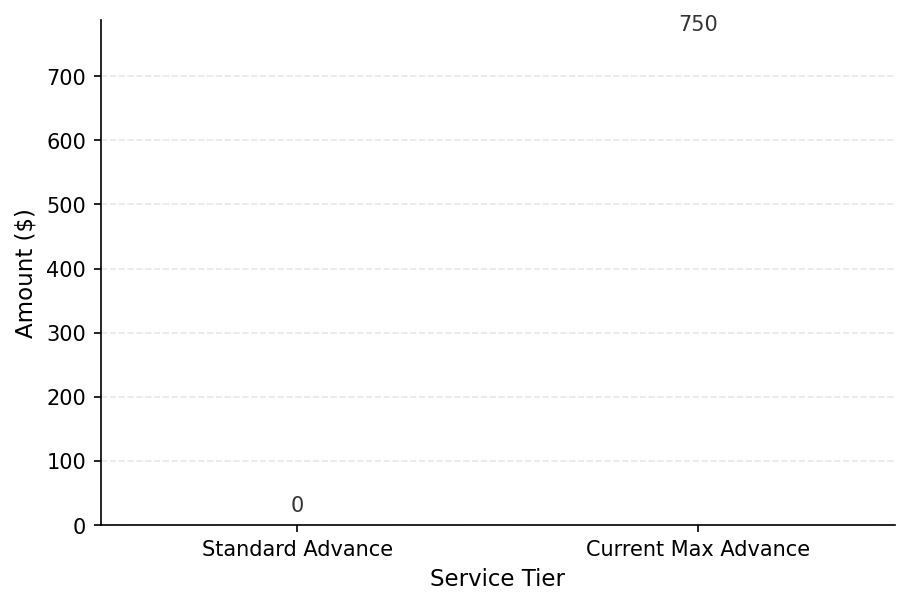 750
700
600
500
400
300
200
100
0
0
Amount ($)
Standard Advance
Current Max Advance
Service Tier